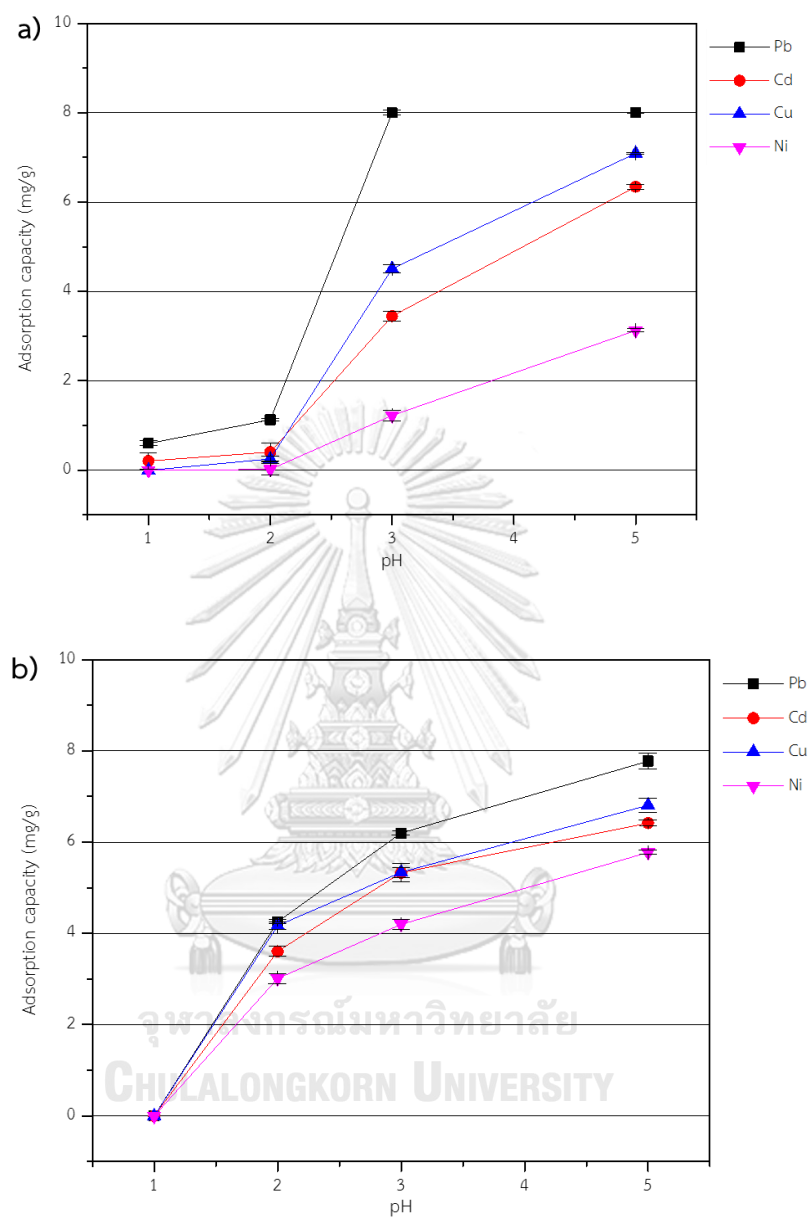 a)
10
8
6
4
2
0
Adsorption capacity (mg/g)
1
2
3
4
5
pH
Pb
Cd
Cu
Ni
b)
10
8
6
4
2
0
Adsorption capacity (mg/g)
1
2
3
4
5
pH
Pb
Cd
Cu
Ni
จุฬาลงกรณ์มหาวิทยาลัย
CHULALONGKORN UNIVERSITY